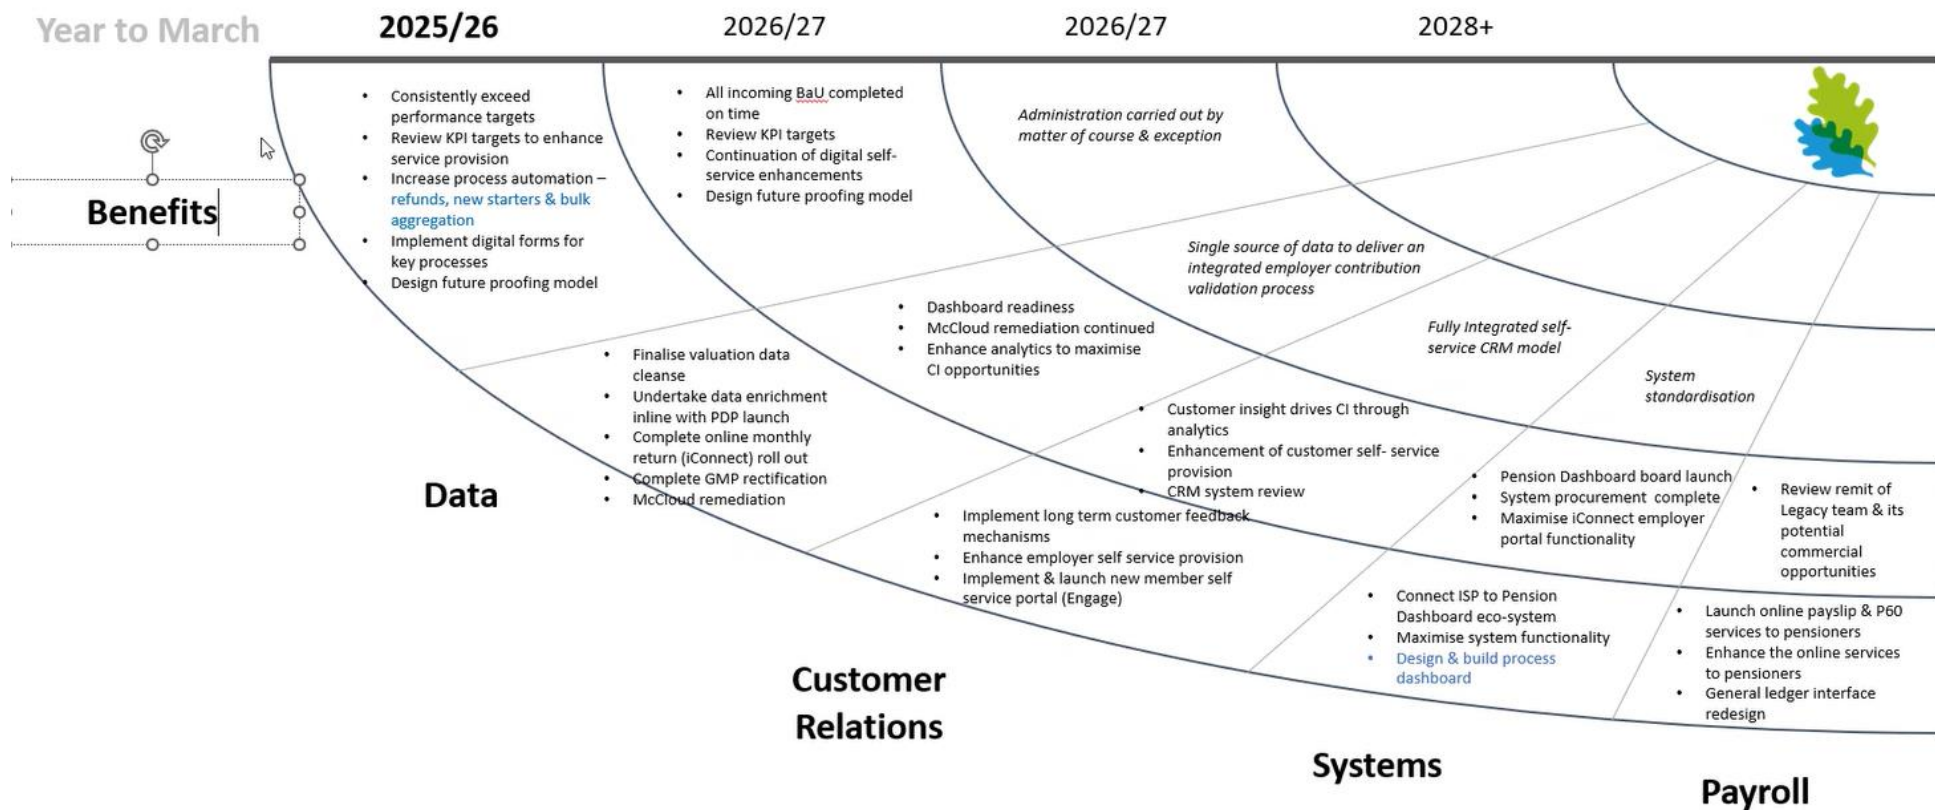 Year to March
2025/26
2026/27
2026/27
2028+
Benefits
• Consistently exceed
performance targets
• Review KPI targets to enhance
service provision
• Increase process automation –
refunds, new starters & bulk
aggregation
• Implement digital forms for
key processes
• Design future proofing model
• All incoming BaU completed
on time
• Review KPI targets
• Continuation of digital self-
service enhancements
• Design future proofing model
Administration carried out by
matter of course & exception
Data
• Finalise valuation data
cleanse
• Undertake data enrichment
inline with PDP launch
• Complete online monthly
return (iConnect) roll out
• Complete GMP rectification
• McCloud remediation
• Dashboard readiness
• McCloud remediation continued
• Enhance analytics to maximise
CI opportunities
Single source of data to deliver an
integrated employer contribution
validation process
Customer
Relations
• Implement long term customer feedback
mechanisms
• Enhance employer self service provision
• Implement & launch new member self
service portal (Engage)
• Customer insight drives CI through
analytics
• Enhancement of customer self- service
provision
• CRM system review
Fully Integrated self-
service CRM model
Systems
• Connect ISP to Pension
Dashboard eco-system
• Maximise system functionality
• Design & build process
dashboard
• Pension Dashboard board launch
• System procurement  complete
• Maximise iConnect employer
portal functionality
System
standardisation
Payroll
• Launch online payslip & P60
services to pensioners
• Enhance the online services
to pensioners
• General ledger interface
redesign
• Review remit of
Legacy team & its
potential
commercial
opportunities